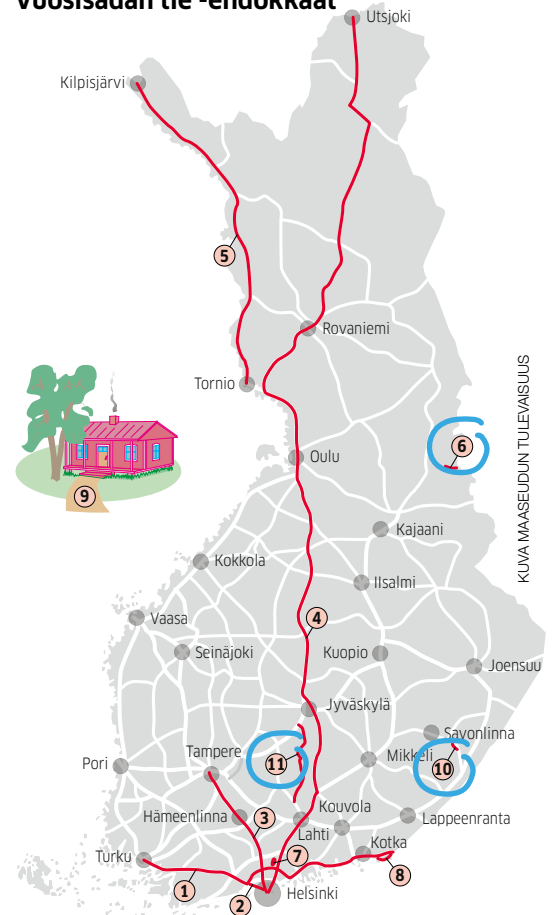 Vuosisadan tie -ehdokkaat
Utsjoki
Kilpisjärvi
5
Rovaniemi
Tornio
KUVA MAASEUDUN TULEVAISUUS
6
Oulu
9
Kajaani
Kokkola
Iisalmi
4
Vaasa
Seinäjoki
Kuopio
Joensuu
Jyväskylä
Savonlinna
Tampere
Mikkeli
Pori
11
10
Hämeenlinna
3
Kouvola
Lappeenranta
Lahti
Kotka
Turku
7
8
1
2
Helsinki